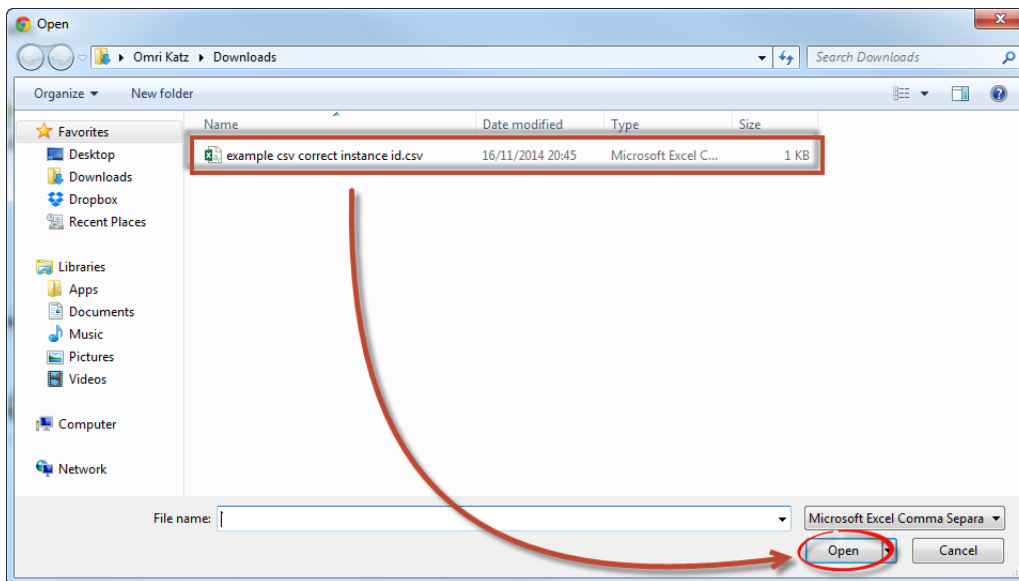 Open
Omri Katz Downloads
Search Downloads
Organize New folder
Name Date modified Type Size
Favorites
Desktop
Downloads
Dropbox
Recent Places
Libraries
Apps
Documents
Music
Pictures
Videos
Computer
Network
example csv correct instance id.csv 16/11/2014 20:45 Microsoft Excel C... 1 KB
File name:
Microsoft Excel Comma Separa
Open Cancel